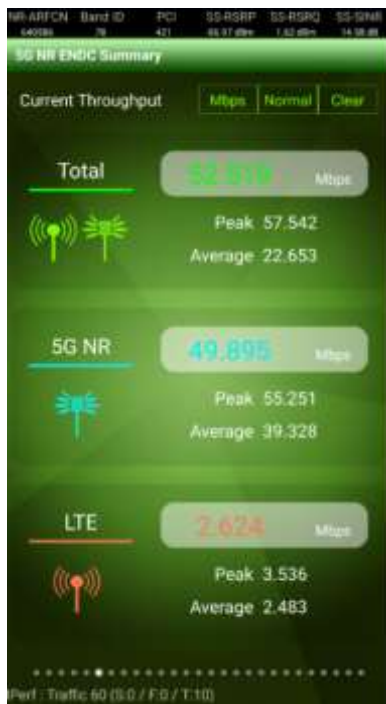 NR-ARFCN Band ID PCI SS-RSRP SS-RSRQ SS-SINR
78 421
5G NR ENDC Summary
Current Throughput Mbps Normal Clear
Total Mbps
Peak 57.542
Average 22.653
5G NR 49.895 Mbps
Peak 55.251
Average 39.328
LTE 2.624 Mbps
Peak 3.536
Average 2.483
iPerf : Traffic 60 (S:0 / F:0 / T:10)